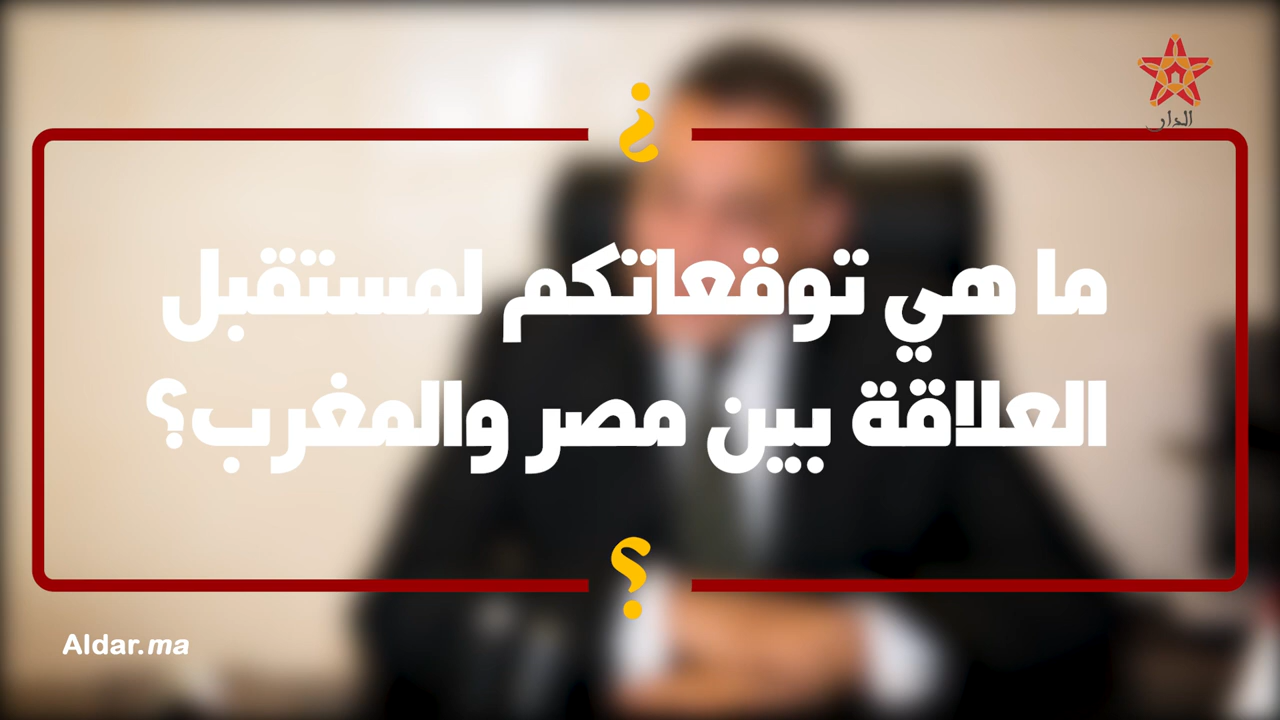 الدار
؟
ما هي توقعاتكم لمستقبل
العلاقة بين مصر والمغرب؟
؟
Aldar.ma